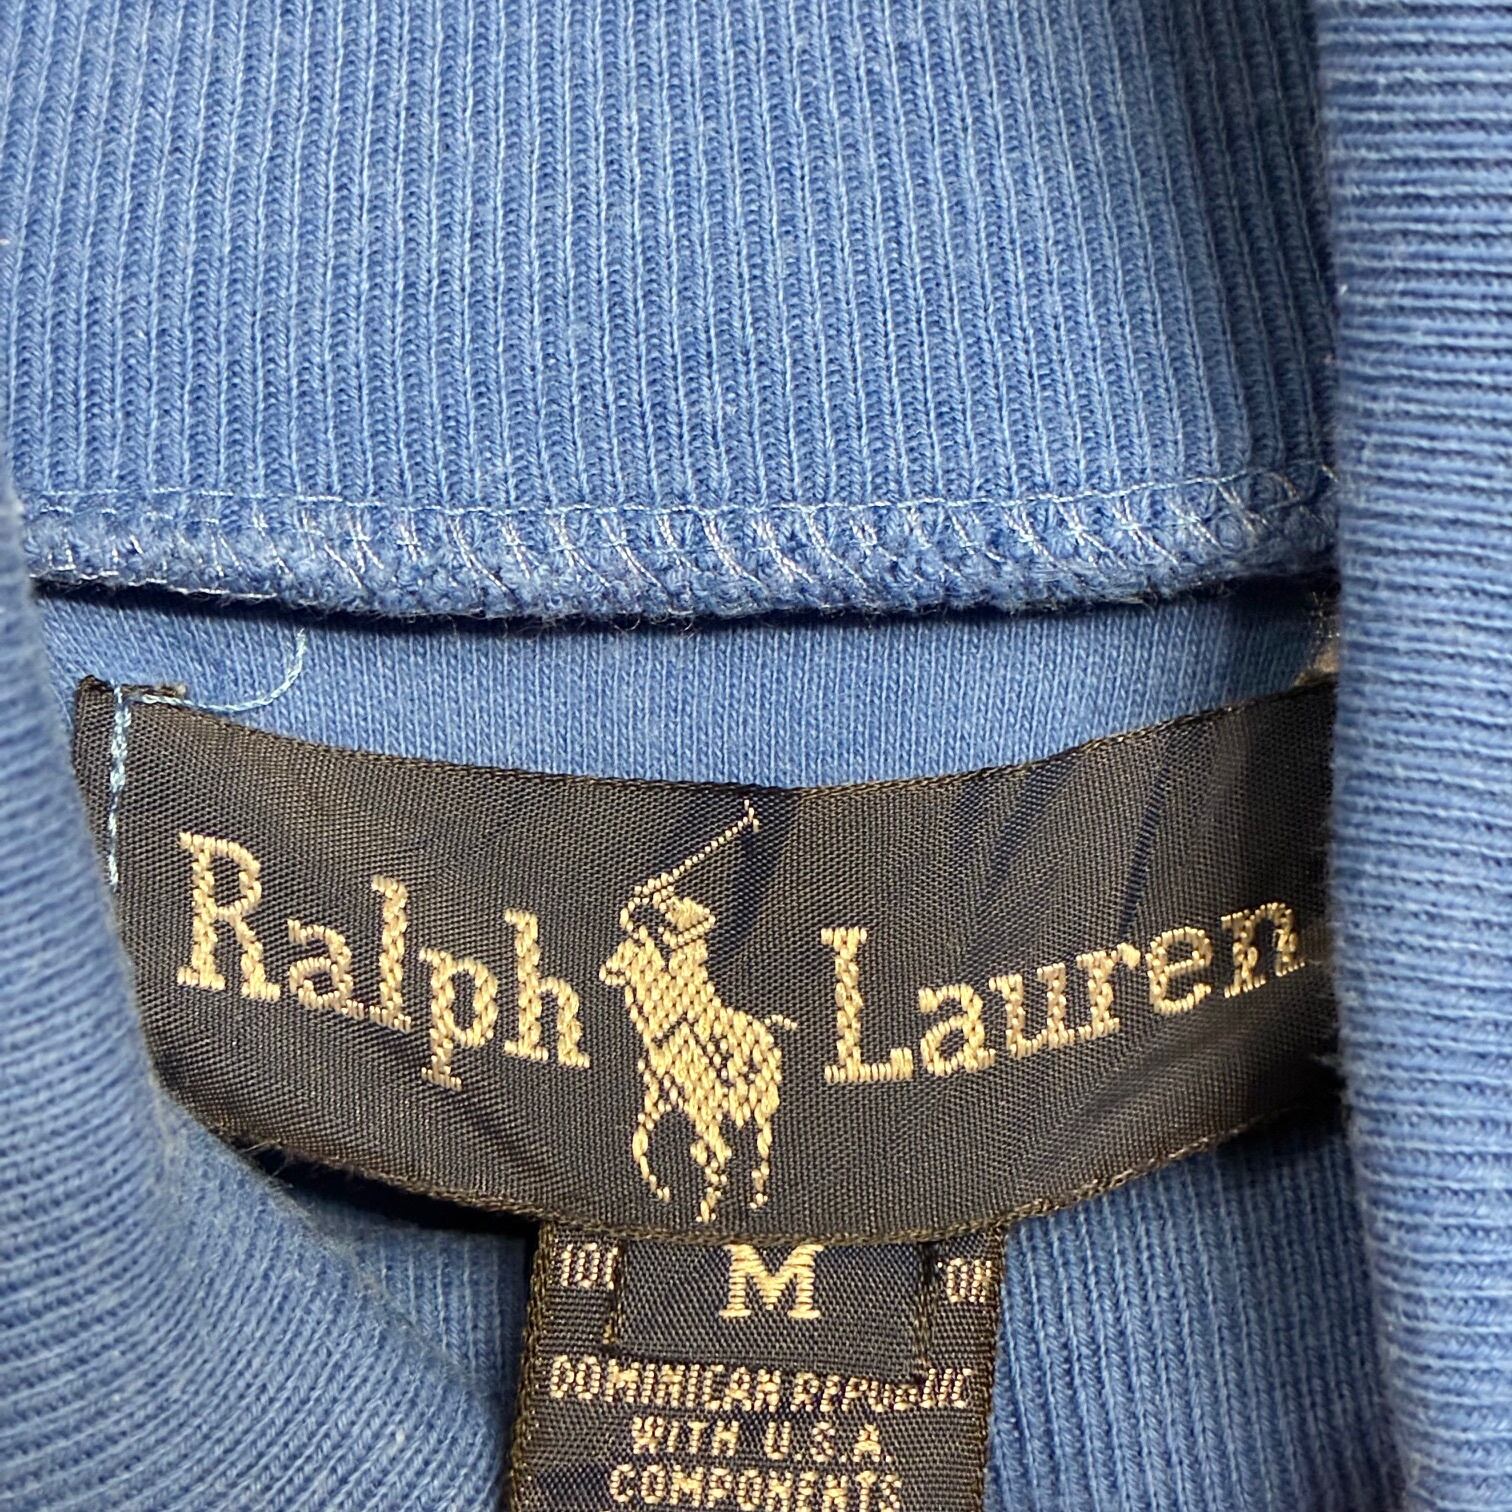 Ralph Lauren
M
DOMINICAN REPUBLIC
WITH U.S.A.
COMPONENTS